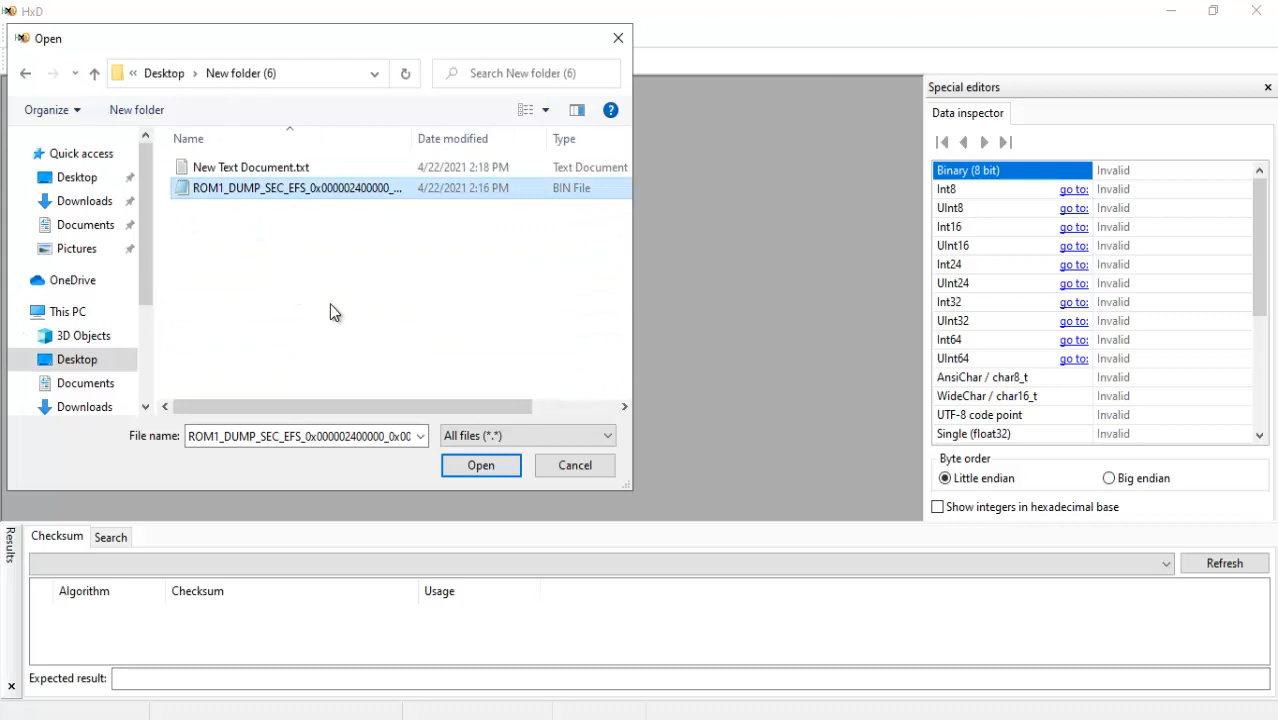 HxD
Open
« Desktop › New folder (6)
Search New folder (6)
Organize
New folder
?
Name
Date modified
Type
New Text Document.txt
4/22/2021 2:18 PM
Text Document
ROM1_DUMP_SEC_EFS_0x000002400000_...
4/22/2021 2:16 PM
BIN File
Quick access
Desktop
Downloads
Documents
Pictures
OneDrive
This PC
3D Objects
Desktop
Documents
Downloads
File name:
ROM1_DUMP_SEC_EFS_0x000002400000_0x00
All files (*.*)
Open
Cancel
Special editors
Data inspector
Binary (8 bit) Invalid
Int8 go to: Invalid
UInt8 go to: Invalid
Int16 go to: Invalid
UInt16 go to: Invalid
Int24 go to: Invalid
UInt24 go to: Invalid
Int32 go to: Invalid
UInt32 go to: Invalid
Int64 go to: Invalid
UInt64 go to: Invalid
AnsiChar / char8_t Invalid
WideChar / char16_t Invalid
UTF-8 code point Invalid
Single (float32) Invalid
Byte order
Little endian
Big endian
Show integers in hexadecimal base
Results
Checksum
Search
Refresh
Algorithm
Checksum
Usage
Expected result: